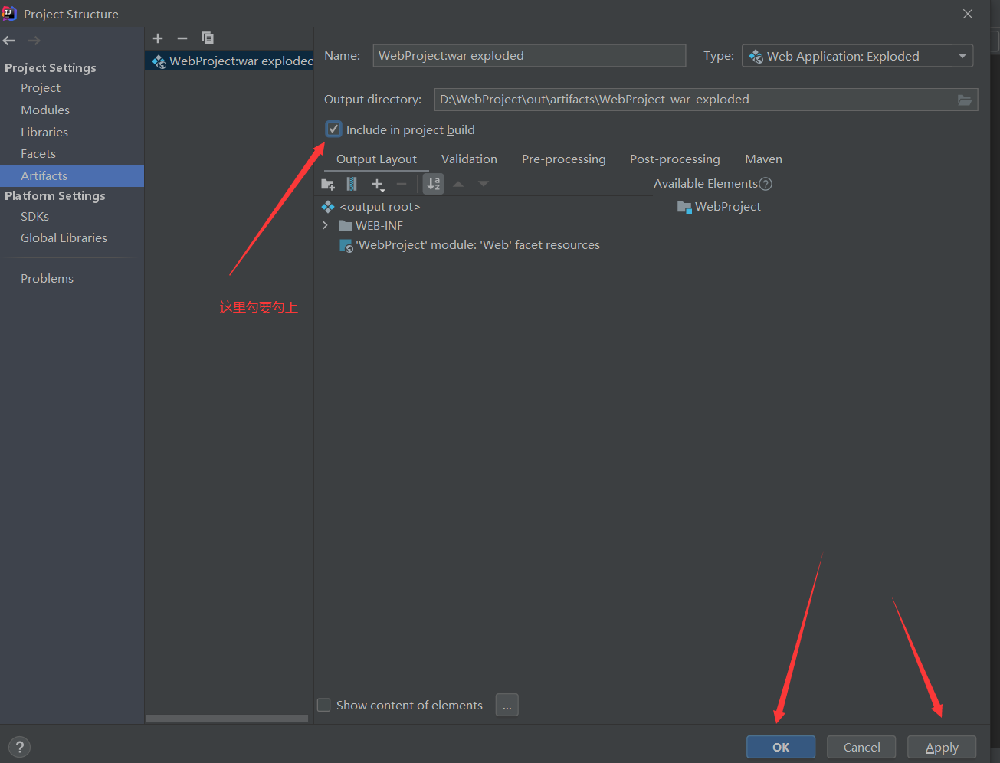 Project Structure
Project Settings
Project
Modules
Libraries
Facets
Artifacts
Platform Settings
SDKs
Global Libraries
Problems
WebProject:war exploded
Name: WebProject:war exploded Type: Web Application: Exploded
Output directory: D:\WebProject\out\artifacts\WebProject_war_exploded
Include in project build
Output Layout Validation Pre-processing Post-processing Maven
Available Elements
<output root>
WebProject
WEB-INF
'WebProject' module: 'Web' facet resources
这里勾要勾上
Show content of elements ...
? OK Cancel Apply